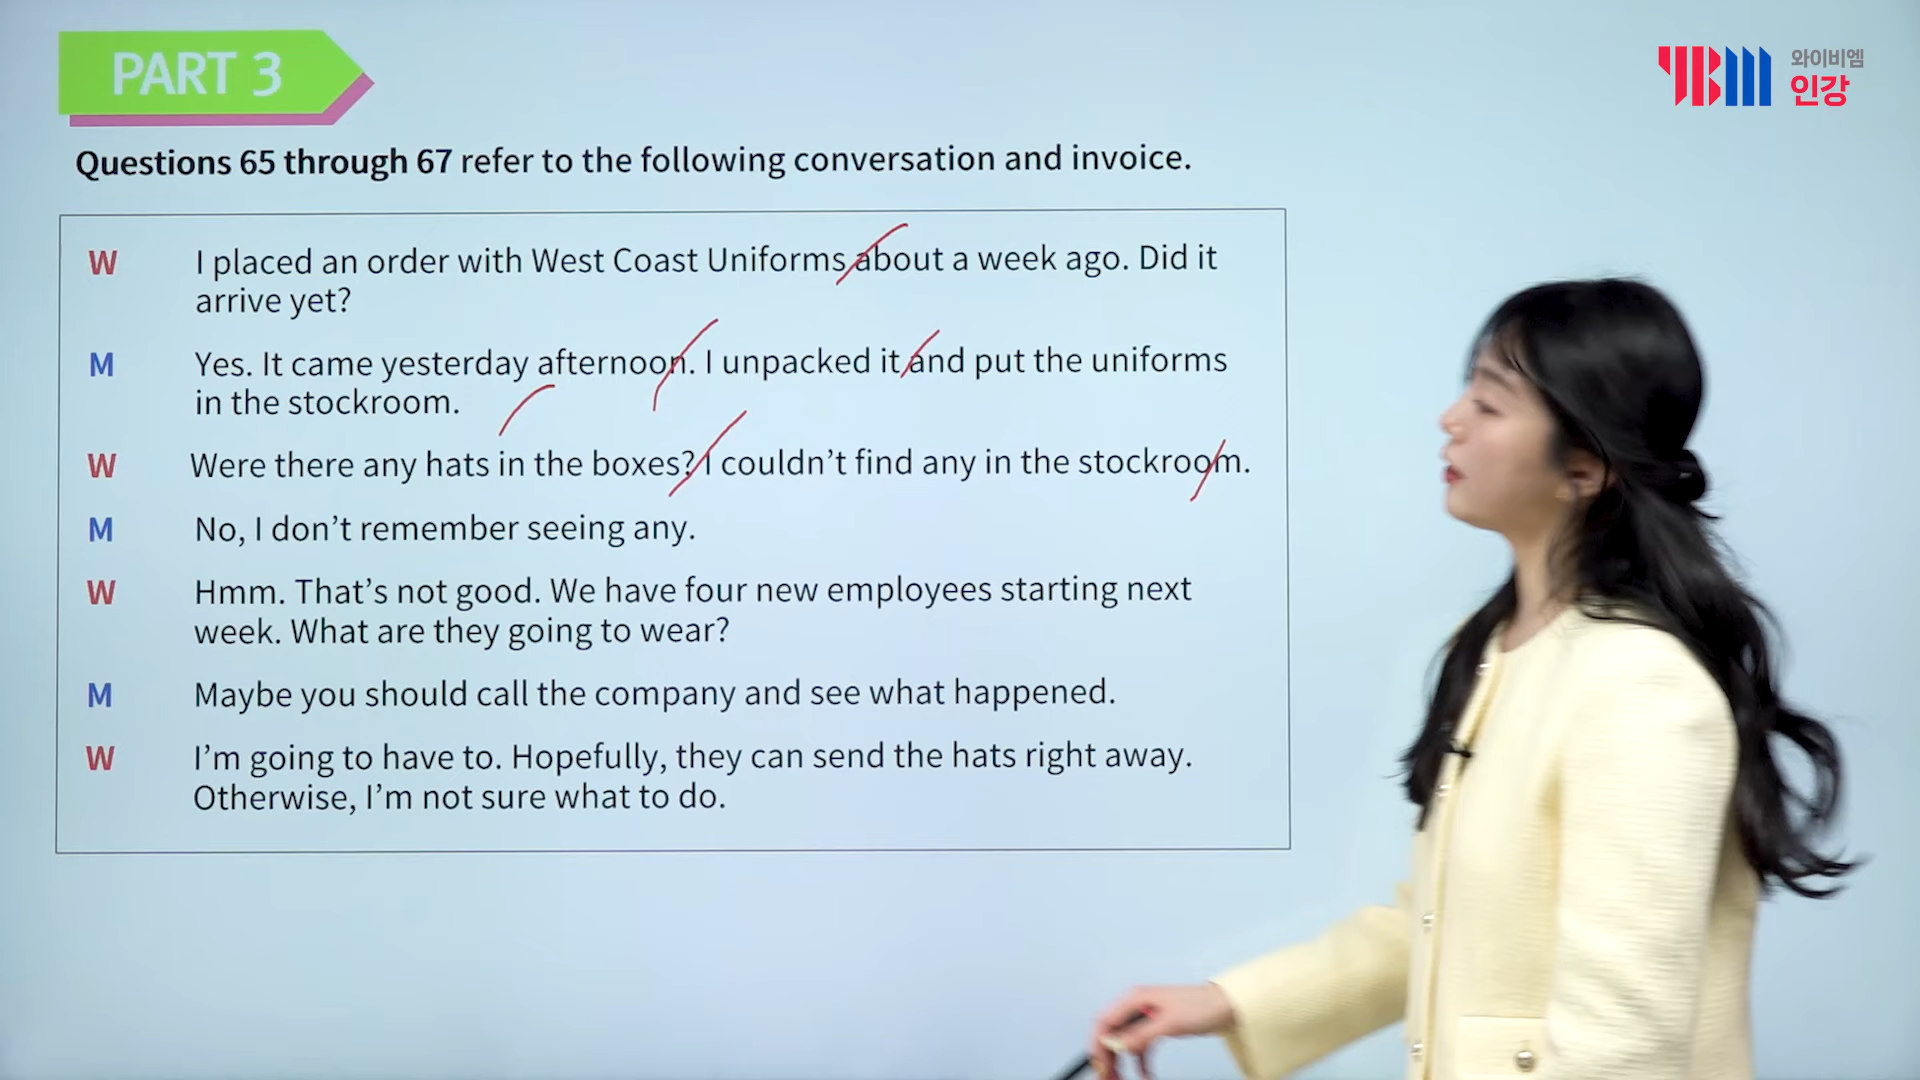 PART 3
YBM 와이비엠
인강
Questions 65 through 67 refer to the following conversation and invoice.
W I placed an order with West Coast Uniforms about a week ago. Did it
arrive yet?
M Yes. It came yesterday afternoon. I unpacked it and put the uniforms
in the stockroom.
W Were there any hats in the boxes? I couldn't find any in the stockroom.
M No, I don't remember seeing any.
W Hmm. That's not good. We have four new employees starting next
week. What are they going to wear?
M Maybe you should call the company and see what happened.
W I'm going to have to. Hopefully, they can send the hats right away.
Otherwise, I'm not sure what to do.